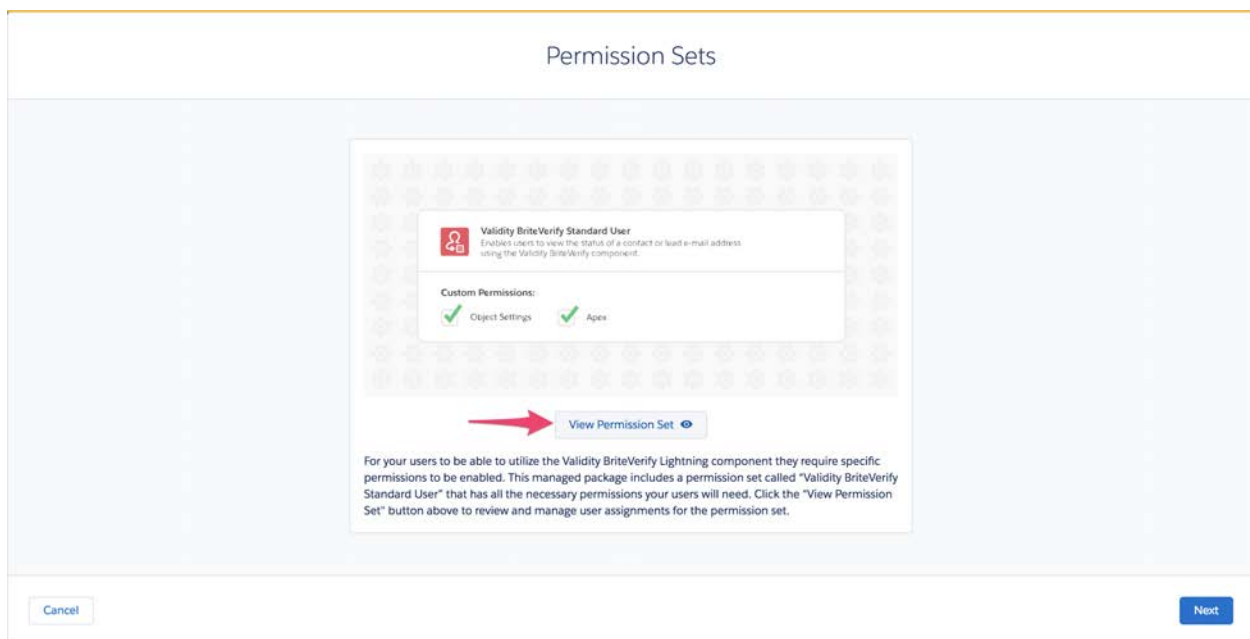 Permission Sets
Validity BriteVerify Standard User
Enables users to view the status of a contact or lead e-mail address
using the Validity BriteVerify component.
Custom Permissions:
Object Settings
Apex
View Permission Set
For your users to be able to utilize the Validity BriteVerify Lightning component they require specific
permissions to be enabled. This managed package includes a permission set called "Validity BriteVerify
Standard User" that has all the necessary permissions your users will need. Click the "View Permission
Set" button above to review and manage user assignments for the permission set.
Cancel
Next